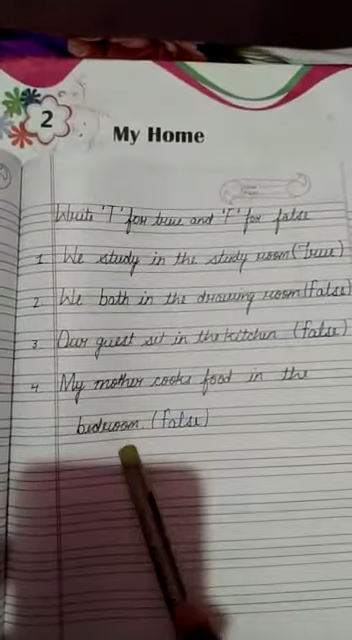 2
My Home
Write 'T' for true and 'F' for false
1 We study in the study room (True)
2 We bath in the drawing room (false)
3 Our guest sit in the kitchen (false)
4 My mother cooks food in the
bedroom. (false)